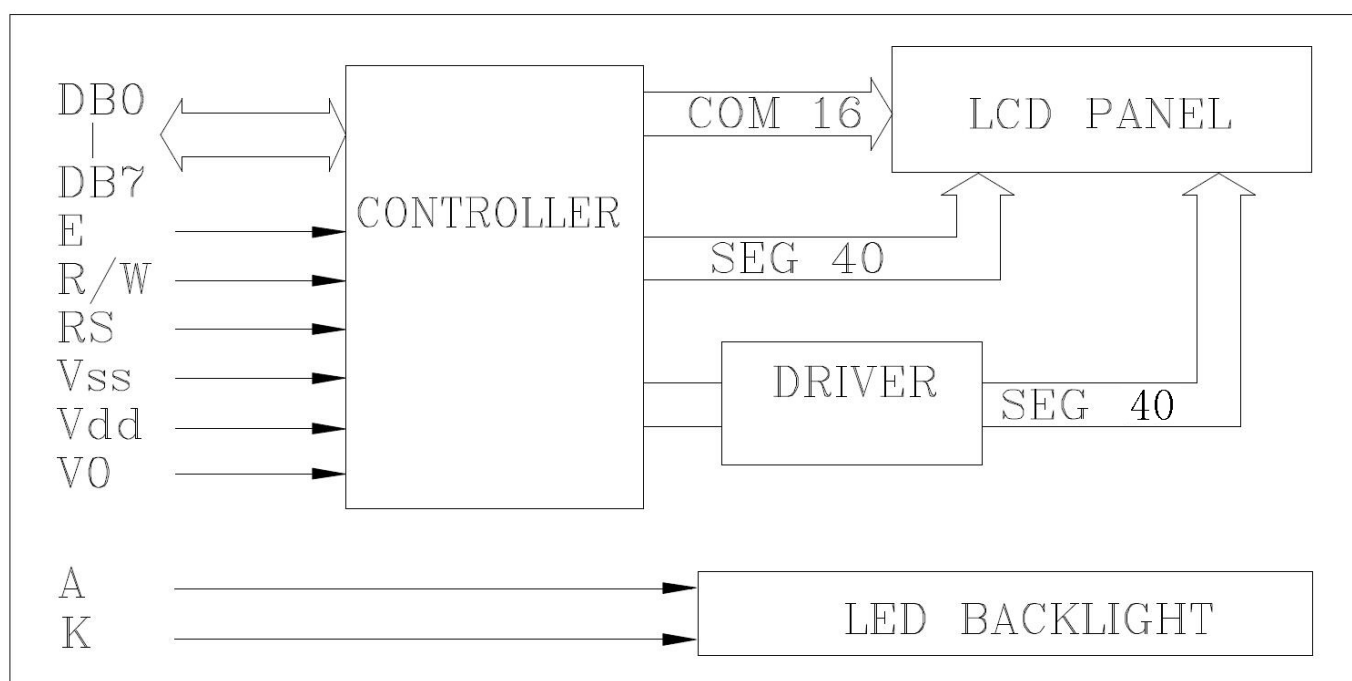 DB0
DB7
E
R/W
RS
Vss
Vdd
V0
A
K
CONTROLLER
COM 16
SEG 40
DRIVER
SEG 40
LCD PANEL
LED BACKLIGHT